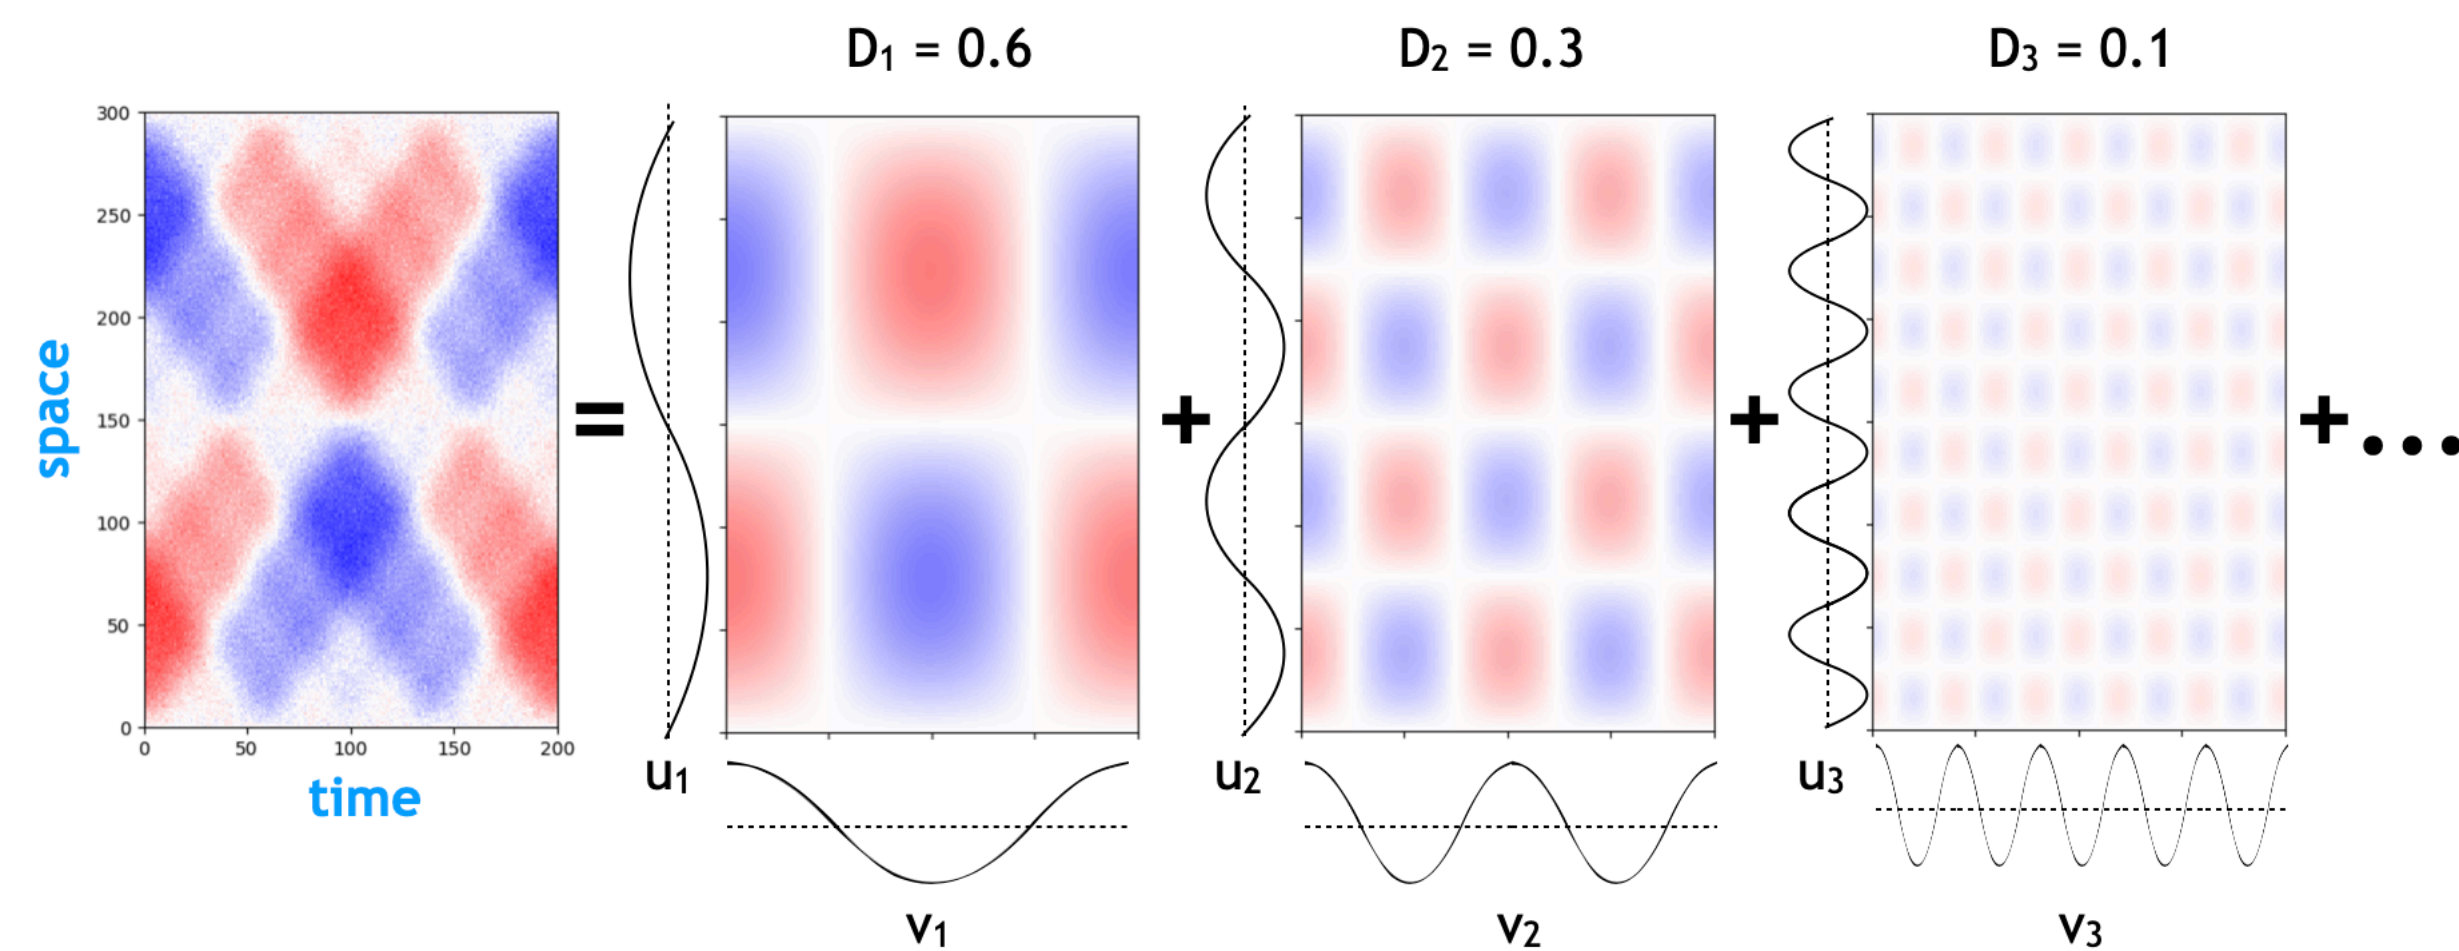 D₁ = 0.6
D₂ = 0.3
D₃ = 0.1
300
250
200
150
100
50
0
space
0 50 100 150 200
time
=
+
+
+...
u₁
u₂
u₃
v₁
v₂
v₃